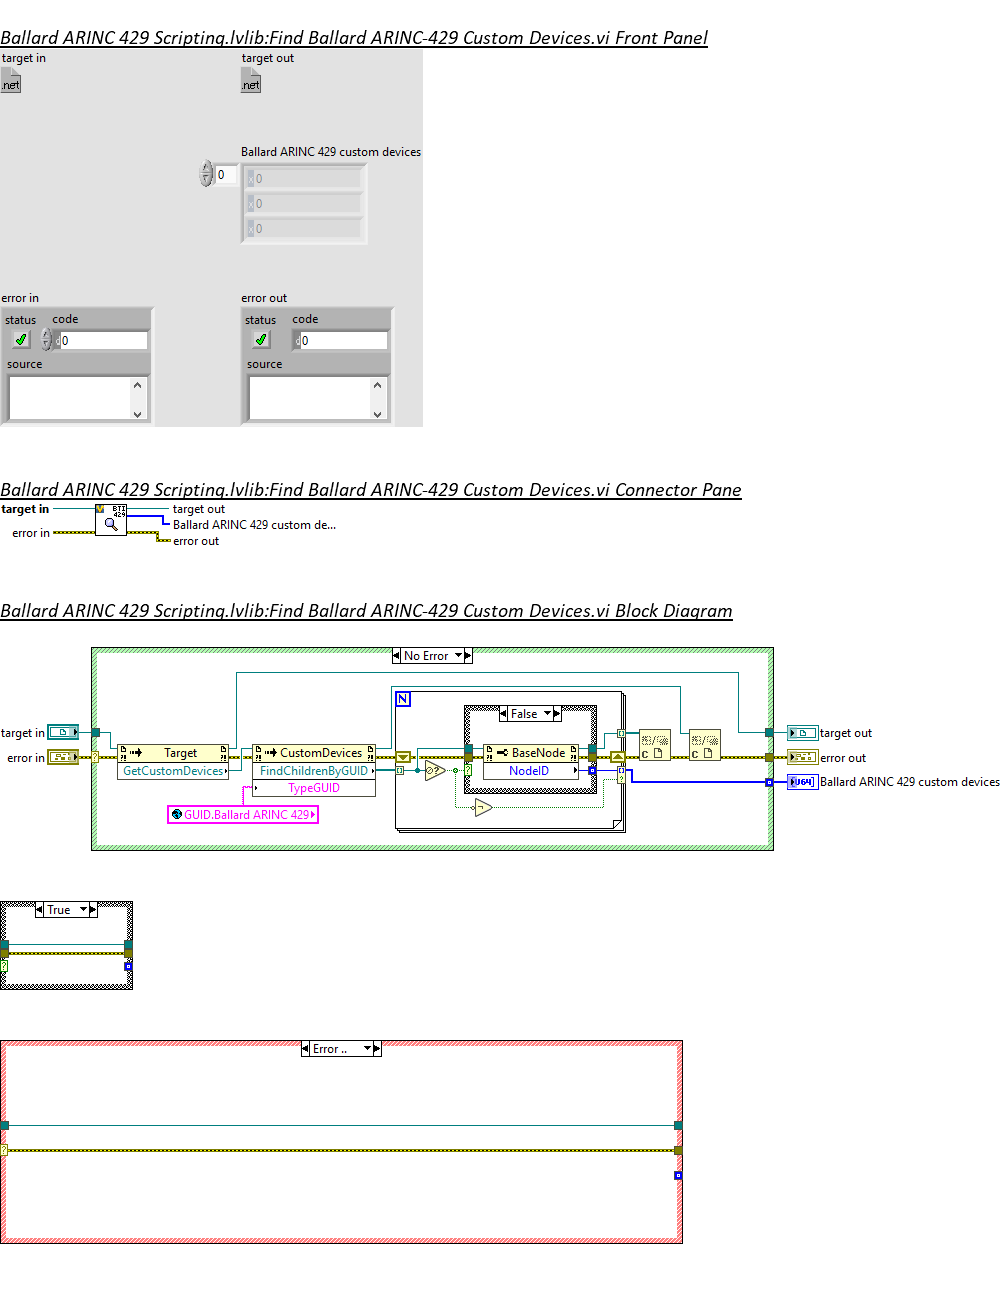 Ballard ARINC 429 Scripting.lvlib:Find Ballard ARINC-429 Custom Devices.vi Front Panel
target in
target out
.net
.net
Ballard ARINC 429 custom devices
0
x 0
x 0
x 0
error in
error out
status code
status code
0
0
source
source
Ballard ARINC 429 Scripting.lvlib:Find Ballard ARINC-429 Custom Devices.vi Connector Pane
target in
BTI
429
target out
Ballard ARINC 429 custom de...
error in
error out
Ballard ARINC 429 Scripting.lvlib:Find Ballard ARINC-429 Custom Devices.vi Block Diagram
No Error
N
False
target in
target out
Target
CustomDevices
BaseNode
error in
error out
GetCustomDevices
FindChildrenByGUID
NodeID
TypeGUID
U64
Ballard ARINC 429 custom devices
GUID.Ballard ARINC 429
True
Error ..